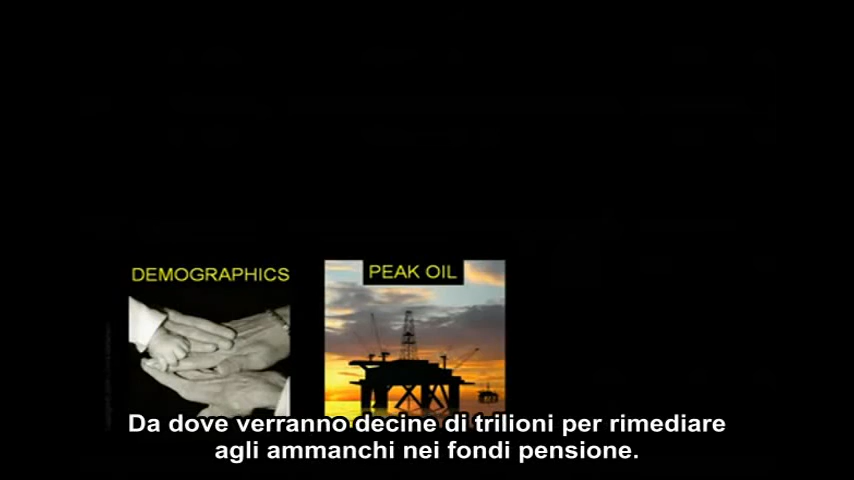 DEMOGRAPHICS
PEAK OIL
Da dove verranno decine di trilioni per rimediare
agli ammanchi nei fondi pensione.